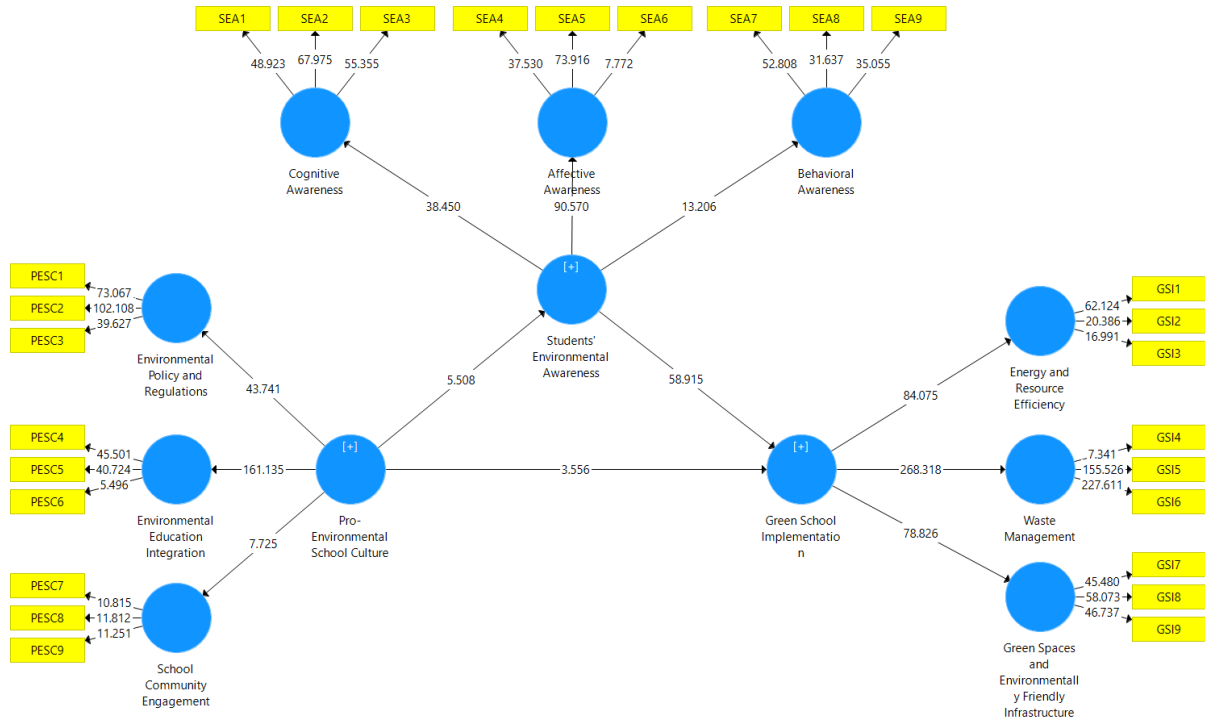 SEA1
SEA2
SEA3
SEA4
SEA5
SEA6
SEA7
SEA8
SEA9
48.923
67.975
55.355
37.530
73.916
7.772
52.808
31.637
35.055
Cognitive
Awareness
Affective
Awareness
Behavioral
Awareness
38.450
90.570
13.206
[+]
Students'
Environmental
Awareness
PESC1
PESC2
PESC3
73.067
102.108
39.627
Environmental
Policy and
Regulations
43.741
5.508
58.915
PESC4
PESC5
PESC6
45.501
40.724
5.496
Environmental
Education
Integration
161.135
[+]
Pro-
Environmental
School Culture
3.556
7.725
PESC7
PESC8
PESC9
10.815
11.812
11.251
School
Community
Engagement
[+]
Green School
Implementatio
n
84.075
268.318
78.826
62.124
20.386
16.991
GSI1
GSI2
GSI3
Energy and
Resource
Efficiency
7.341
155.526
227.611
GSI4
GSI5
GSI6
Waste
Management
45.480
58.073
46.737
GSI7
GSI8
GSI9
Green Spaces
and
Environmentall
y Friendly
Infrastructure